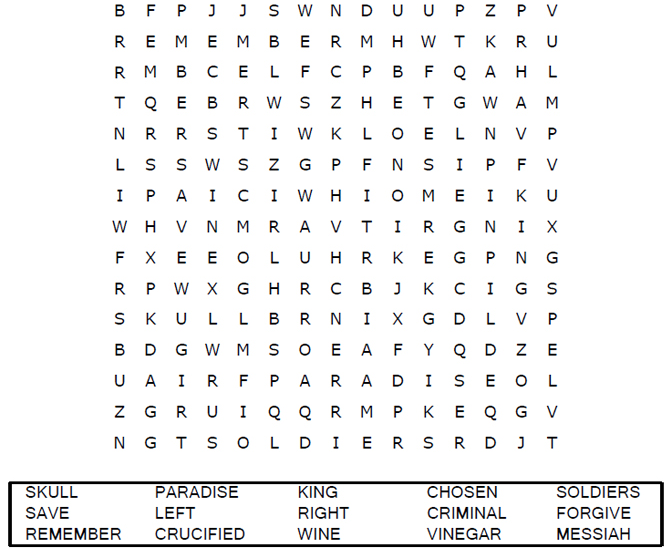 B F P J J S W N D U U P Z P V
R E M E M B E R M H W T K R U
R M B C E L F C P B F Q A H L
T Q E B R W S Z H E T G W A M
N R R S T I W K L O E L N V P
L S S W S Z G P F N S I P F V
I P A I C I W H I O M E I K U
W H V N M R A V T I R G N I X
F X E E O L U H R K E G P N G
R P W X G H R C B J K C I G S
S K U L L B R N I X G D L V P
B D G W M S O E A F Y Q D Z E
U A I R F P A R A D I S E O L
Z G R U I Q Q R M P K E Q G V
N G T S O L D I E R S R D J T
SKULL PARADISE KING CHOSEN SOLDIERS
SAVE LEFT RIGHT CRIMINAL FORGIVE
REMEMBER CRUCIFIED WINE VINEGAR MESSIAH